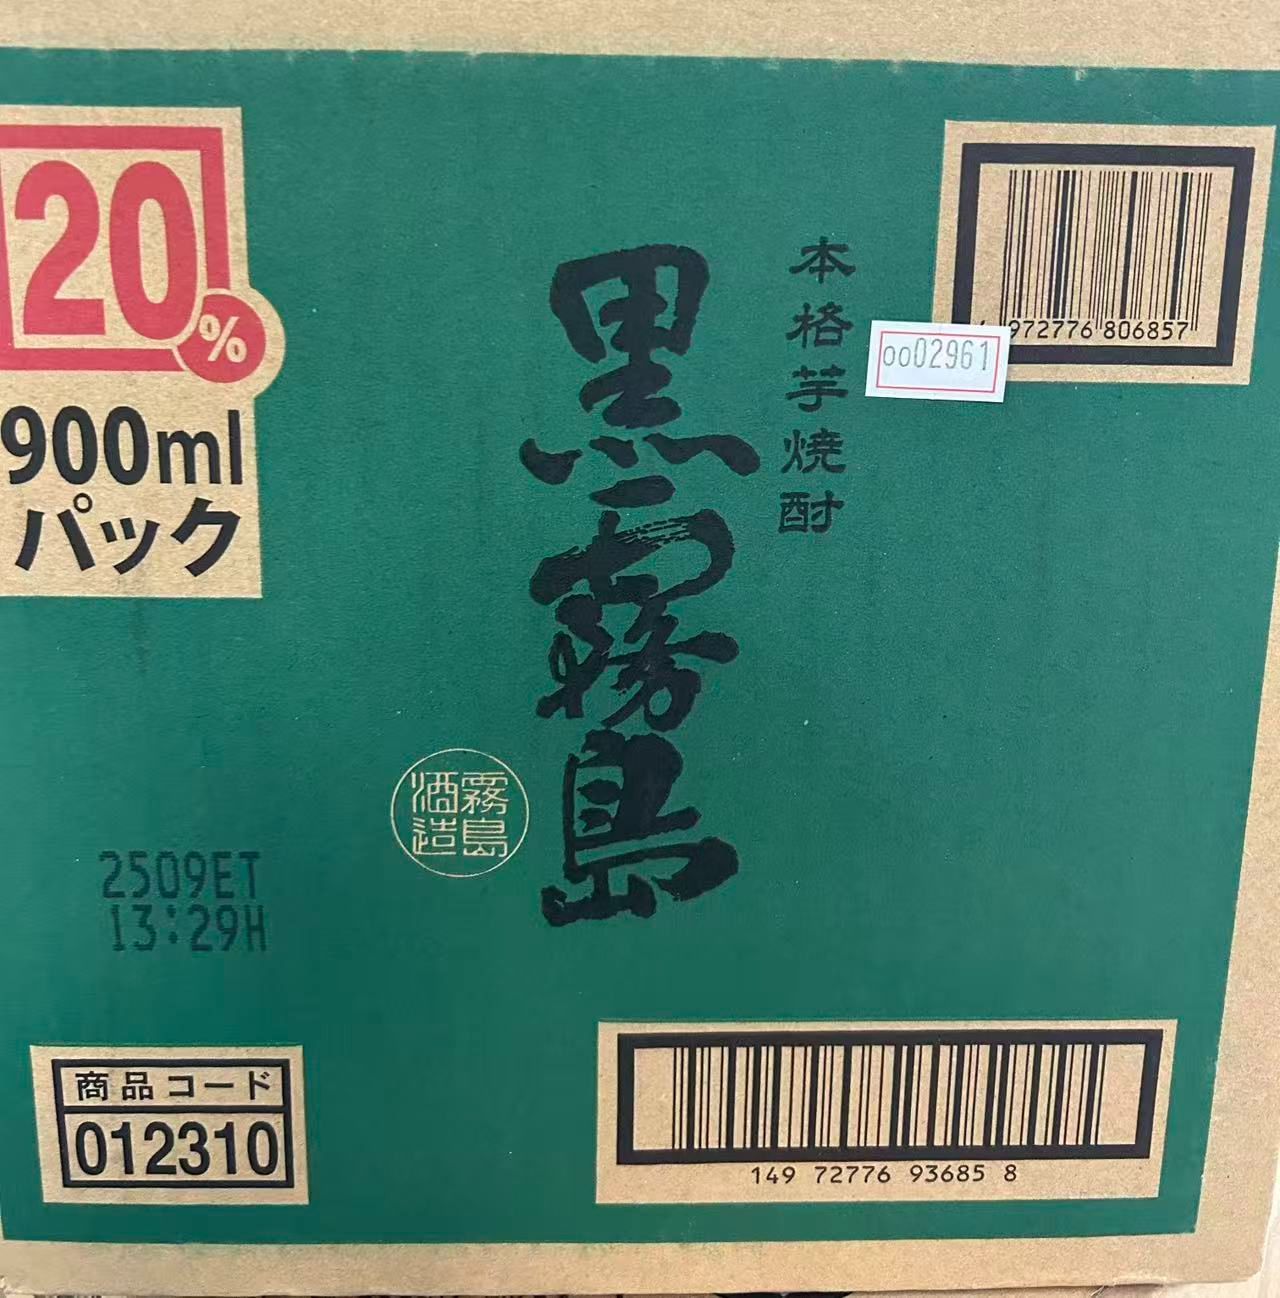 20%
900ml
パック
本格芋焼酎
黒霧島
霧島
酒造
972776 806857
0002961
2509ET
13:29H
商品コード
012310
149 72776 93685 8